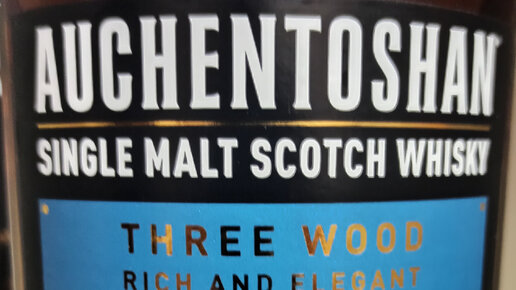 AUCHENTOSHAN
SINGLE MALT SCOTCH WHISKY
THREE WOOD
RICH AND ELEGANT